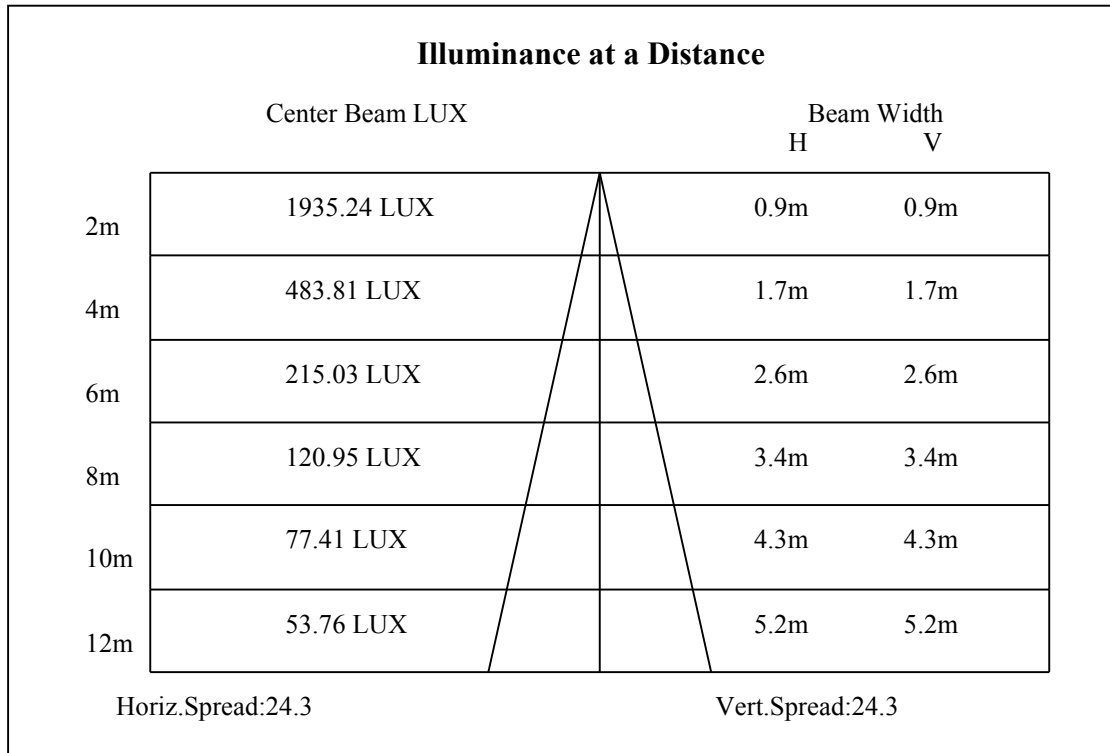 Illuminance at a Distance
Center Beam LUX Beam Width
H V
2m 1935.24 LUX 0.9m 0.9m
4m 483.81 LUX 1.7m 1.7m
6m 215.03 LUX 2.6m 2.6m
8m 120.95 LUX 3.4m 3.4m
10m 77.41 LUX 4.3m 4.3m
12m 53.76 LUX 5.2m 5.2m
Horiz.Spread:24.3 Vert.Spread:24.3